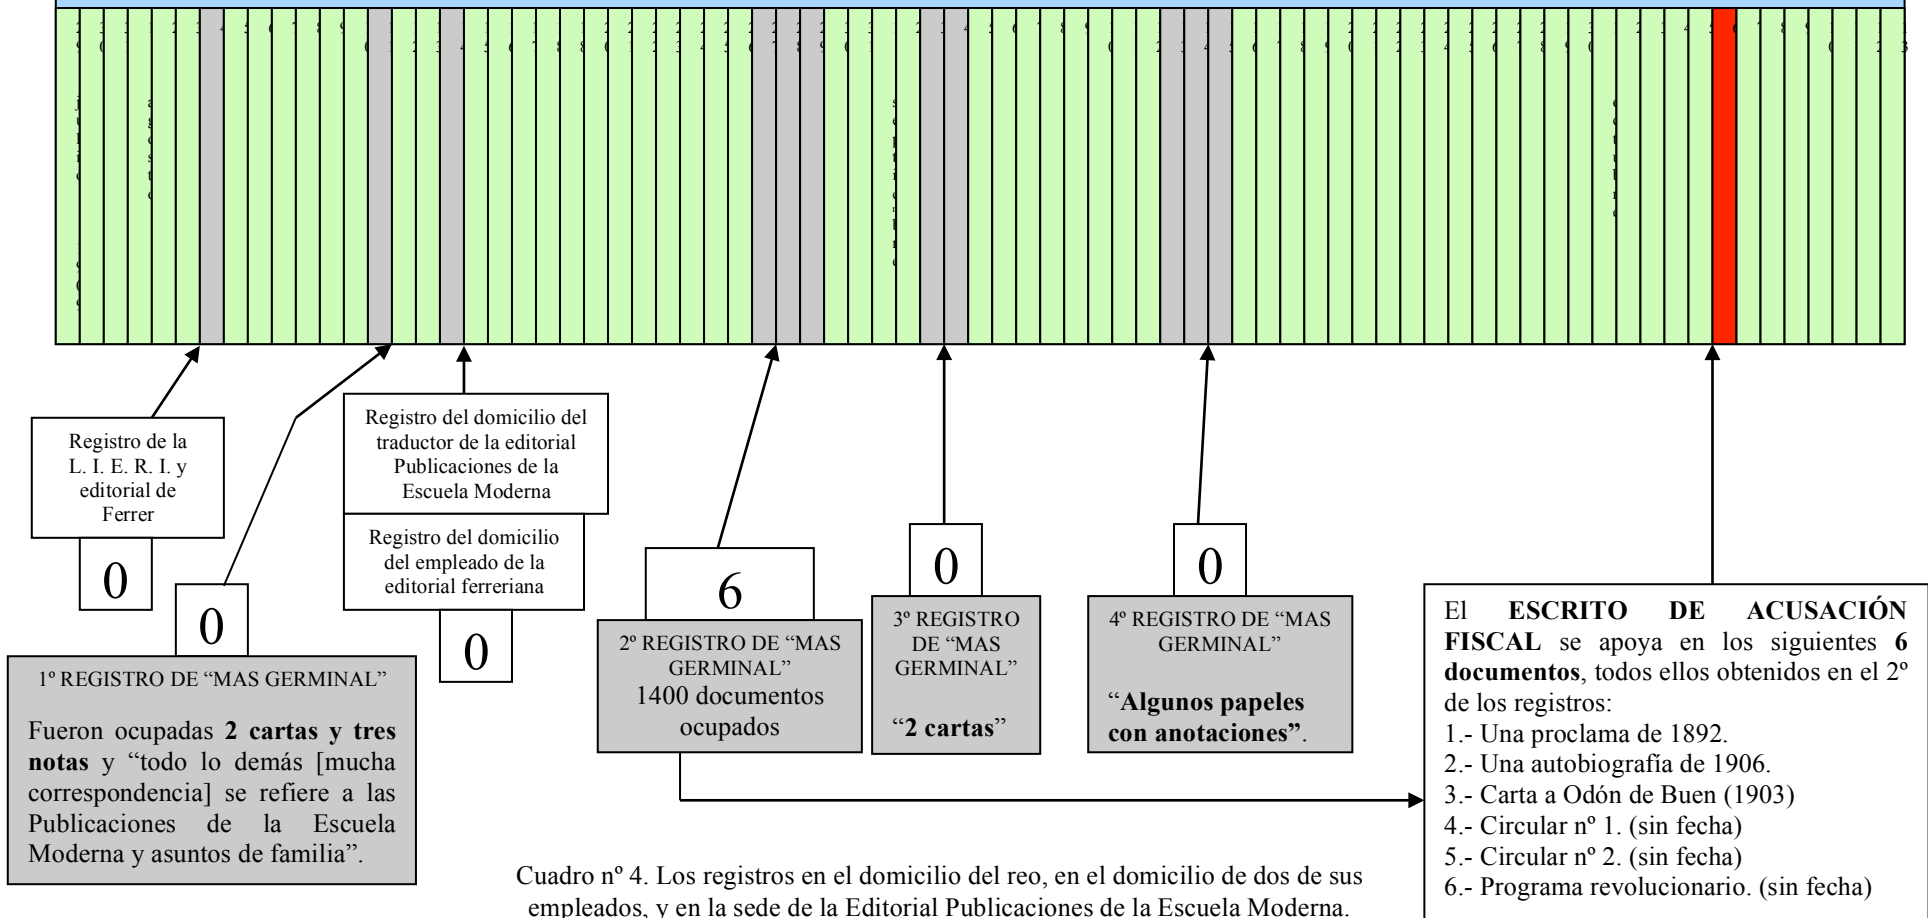 Registro de la
L. I. E. R. I. y
editorial de
Ferrer
0
0
1º REGISTRO DE “MAS GERMINAL”
Fueron ocupadas 2 cartas y tres
notas y “todo lo demás [mucha
correspondencia] se refiere a las
Publicaciones de la Escuela
Moderna y asuntos de familia”.
Registro del domicilio del
traductor de la editorial
Publicaciones de la
Escuela Moderna
Registro del domicilio
del empleado de la
editorial ferreriana
0
6
2º REGISTRO DE “MAS
GERMINAL”
1400 documentos
ocupados
0
3º REGISTRO
DE “MAS
GERMINAL”
“2 cartas”
0
4º REGISTRO DE “MAS
GERMINAL”
“Algunos papeles
con anotaciones”.
El ESCRITO DE ACUSACIÓN
FISCAL se apoya en los siguientes 6
documentos, todos ellos obtenidos en el 2º
de los registros:
1.- Una proclama de 1892.
2.- Una autobiografía de 1906.
3.- Carta a Odón de Buen (1903)
4.- Circular nº 1. (sin fecha)
5.- Circular nº 2. (sin fecha)
6.- Programa revolucionario. (sin fecha)
Cuadro nº 4. Los registros en el domicilio del reo, en el domicilio de dos de sus
empleados, y en la sede de la Editorial Publicaciones de la Escuela Moderna.